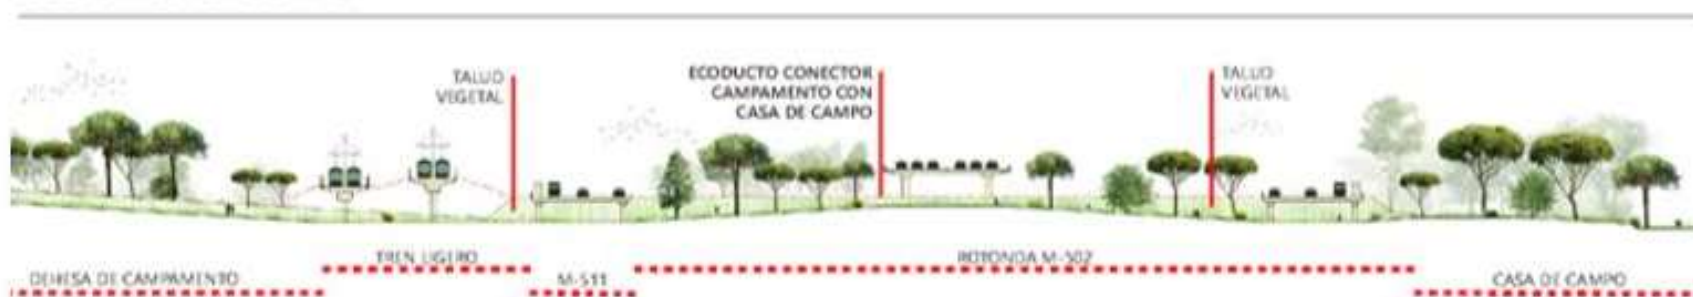 TALUD
VEGETAL
ECODUCTO CONECTOR
CAMPAMENTO CON
CASA DE CAMPO
TALUD
VEGETAL
TREN LIGERO
ROTONDA M-502
DEHESA DE CAMPAMENTO
M-511
CASA DE CAMPO